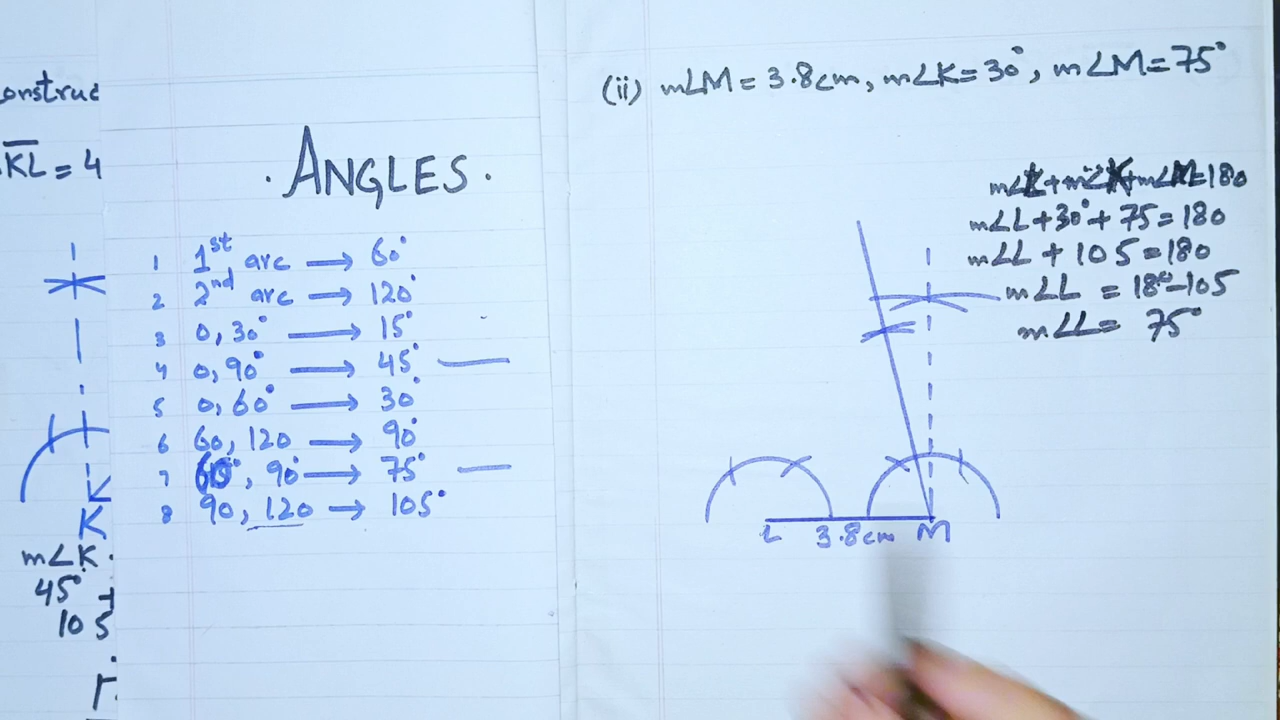 onstruc
KL = 4
K
K
m∠K.
45°
105
ANGLES.
1 1st arc → 60°
2 2nd arc → 120°
3 0, 30° → 15°
4 0, 90° → 45°
5 0, 60° → 30°
6 60, 120 → 90°
7 60°, 90° → 75°
8 90, 120 → 105°
(ii) m∠M = 3.8cm, m∠K = 30°, m∠M = 75°
m∠L + m∠K + m∠M = 180
m∠L + 30° + 75 = 180
m∠L + 105 = 180
m∠L = 180-105
m∠L = 75°
L 3.8cm M